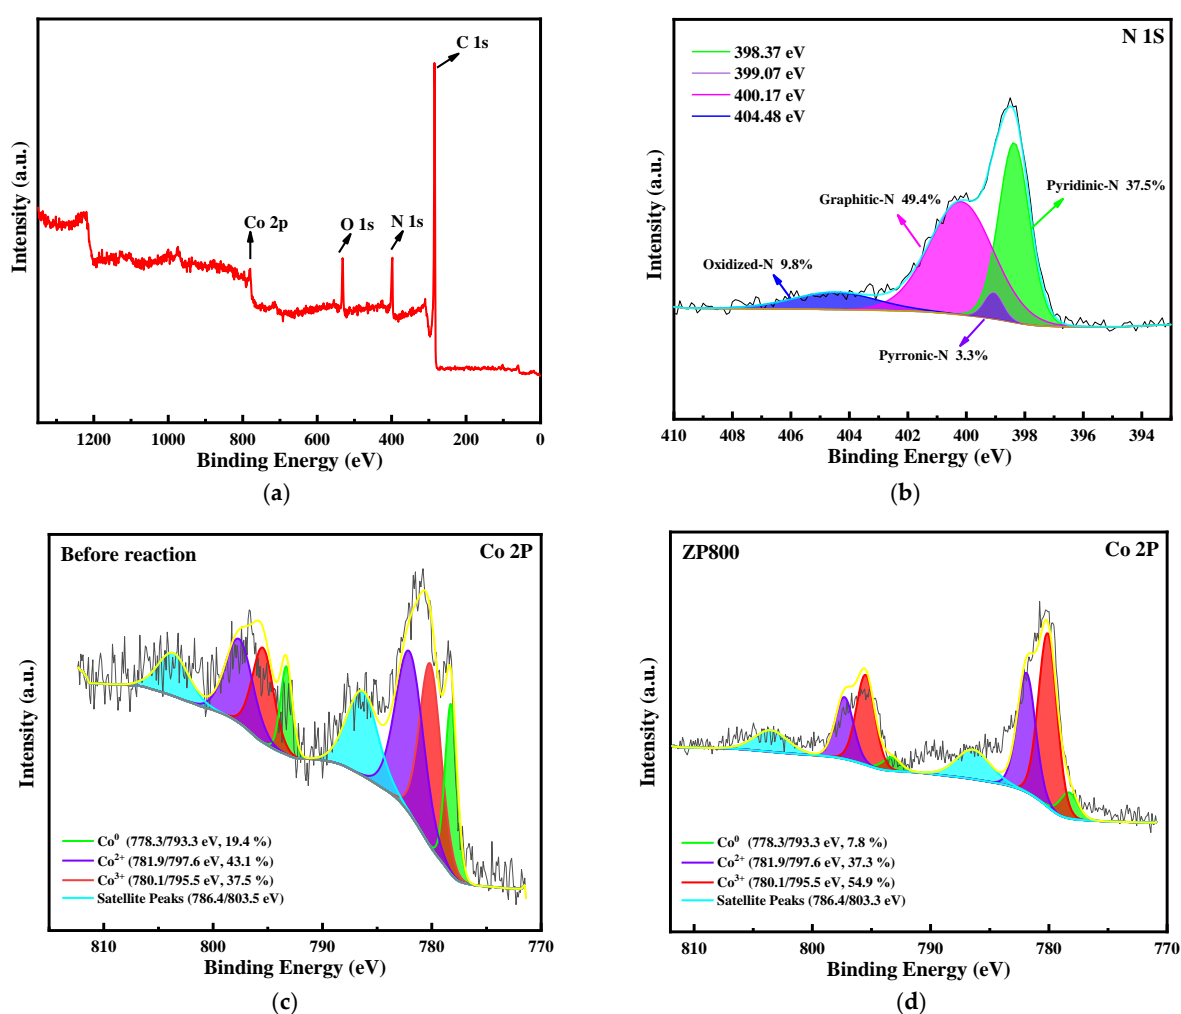 C 1s
Co 2p
O 1s
N 1s
Intensity (a.u.)
1200 1000 800 600 400 200 0
Binding Energy (eV)
(a)
N 1S
398.37 eV
399.07 eV
400.17 eV
404.48 eV
Pyridinic-N 37.5%
Graphitic-N 49.4%
Oxidized-N 9.8%
Pyrronic-N 3.3%
Intensity (a.u.)
410 408 406 404 402 400 398 396 394
Binding Energy (eV)
(b)
Before reaction
Co 2P
Intensity (a.u.)
Co⁰ (778.3/793.3 eV, 19.4 %)
Co²⁺ (781.9/797.6 eV, 43.1 %)
Co³⁺ (780.1/795.5 eV, 37.5 %)
Satellite Peaks (786.4/803.5 eV)
810 800 790 780 770
Binding Energy (eV)
(c)
ZP800
Co 2P
Intensity (a.u.)
Co⁰ (778.3/793.3 eV, 7.8 %)
Co²⁺ (781.9/797.6 eV, 37.3 %)
Co³⁺ (780.1/795.5 eV, 54.9 %)
Satellite Peaks (786.4/803.3 eV)
810 800 790 780 770
Binding Energy (eV)
(d)